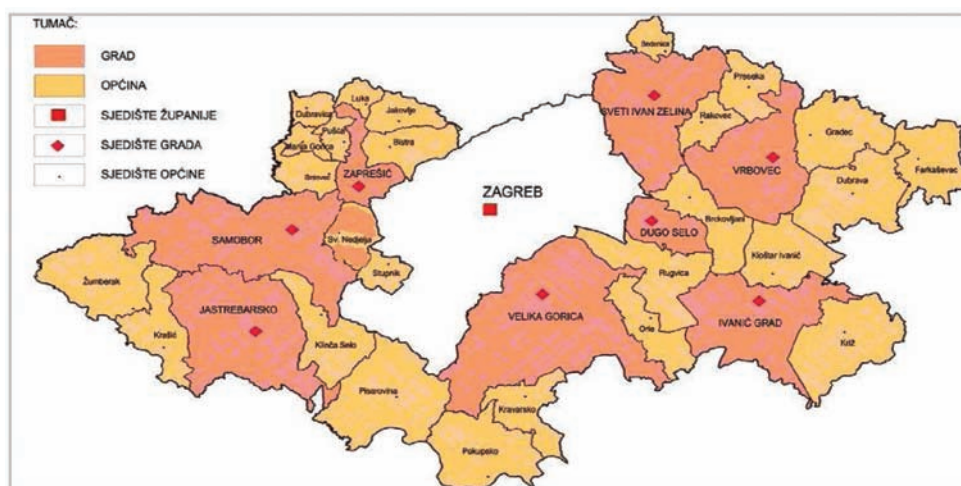 TUMAČ:
GRAD
OPĆINA
SJEDIŠTE ŽUPANIJE
SJEDIŠTE GRADA
SJEDIŠTE OPĆINE
Bedenica
Preseka
SVETI IVAN ZELINA
Rakovec
Gradec
VRBOVEC
Farkaševec
Dubrava
Luka
Dubravica
Jakovlje
Pušća
Marija Gorica
Bistra
Brdovec
ZAPREŠIĆ
ZAGREB
Brckovljani
DUGO SELO
SAMOBOR
Sv. Nedjelja
Kloštar Ivanić
Stupnik
Rugvica
Žumberak
JASTREBARSKO
VELIKA GORICA
Orle
IVANIĆ GRAD
Krašić
Klinča Selo
Križ
Pisarovina
Kravarsko
Pokupsko